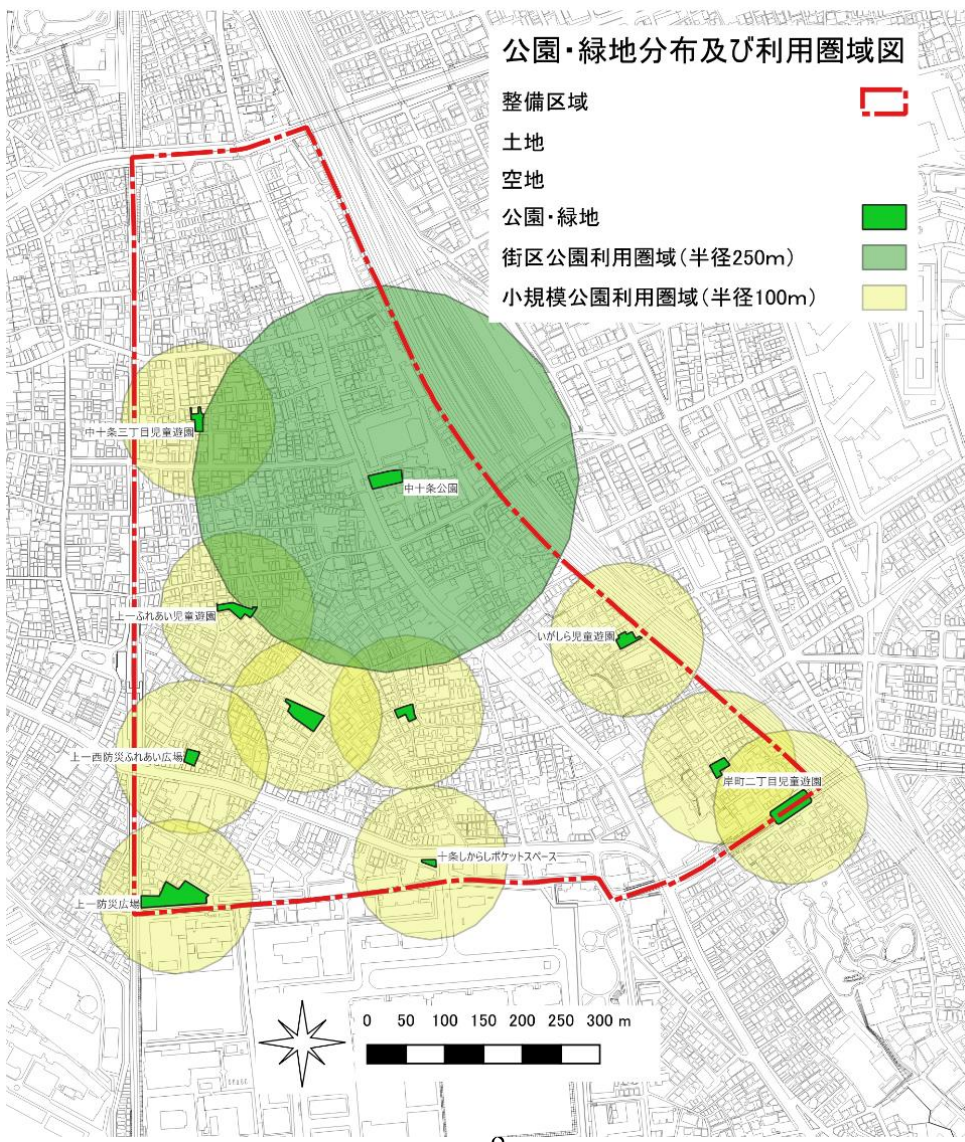 公園・緑地分布及び利用圏域図
整備区域
土地
空地
公園・緑地
街区公園利用圏域(半径250m)
小規模公園利用圏域(半径100m)
中十条三丁目児童遊園
中十条公園
上一ふれあい児童遊園
いがしら児童遊園
上一西防災ふれあい広場
岸町二丁目児童遊園
十条しからしポケットスペース
上一防災広場
0 50 100 150 200 250 300 m